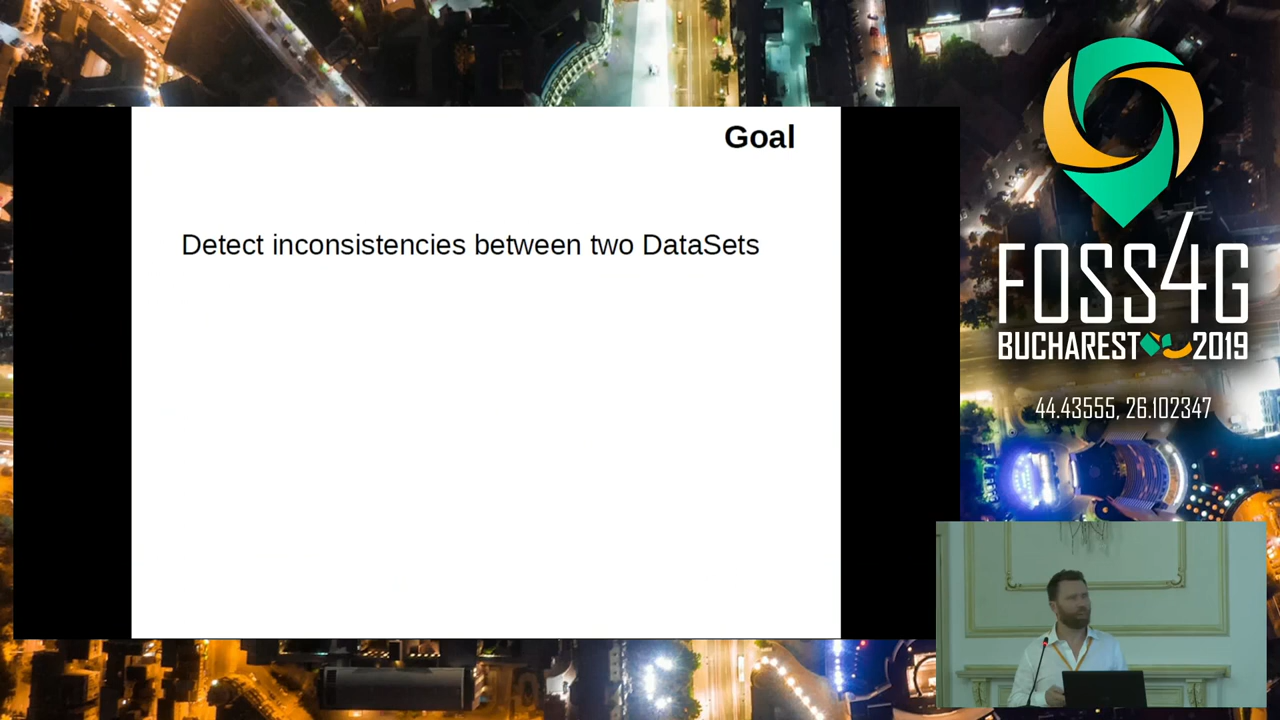 Goal
Detect inconsistencies between two DataSets
FOSS4G
BUCHAREST 2019
44.43555, 26.102347